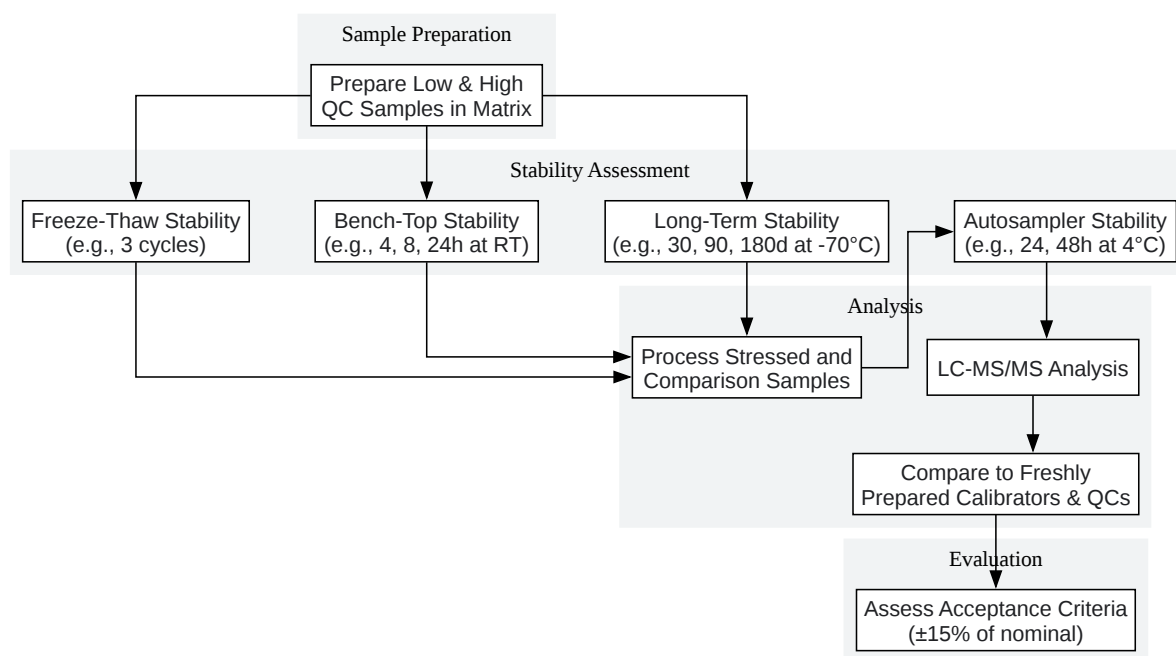 Sample Preparation
Prepare Low & High
QC Samples in Matrix
Stability Assessment
Freeze-Thaw Stability
(e.g., 3 cycles)
Bench-Top Stability
(e.g., 4, 8, 24h at RT)
Long-Term Stability
(e.g., 30, 90, 180d at -70°C)
Autosampler Stability
(e.g., 24, 48h at 4°C)
Analysis
Process Stressed and
Comparison Samples
LC-MS/MS Analysis
Compare to Freshly
Prepared Calibrators & QCs
Evaluation
Assess Acceptance Criteria
(±15% of nominal)